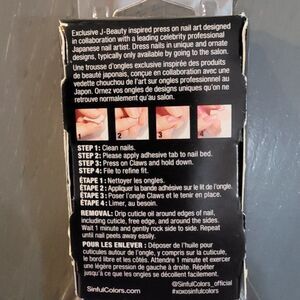 Exclusive J-Beauty inspired press on nail art designed
in collaboration with a leading celebrity professional
Japanese nail artist. Dress nails in unique and ornate
designs, typically only available by going to the salon.
Une trousse d'ongles exclusive inspirée des produits
de beauté japonais, conçue en collaboration avec une
vedette chouchou de l'art sur ongles professionnel au
Japon. Ornez vos ongles de designs uniques qu'on ne
retrouve normalement qu'au salon.
1 2 3 4
STEP 1: Clean nails.
STEP 2: Please apply adhesive tab to nail bed.
STEP 3: Press on Claws and hold down.
STEP 4: File to refine fit.
ÉTAPE 1 : Nettoyer les ongles.
ÉTAPE 2 : Appliquer la bande adhésive sur le lit de l'ongle.
ÉTAPE 3 : Poser l'ongle Claws et le tenir en place.
ÉTAPE 4 : Limer, au besoin.
REMOVAL: Drip cuticle oil around edges of nail,
including cuticle, free edge, and around the sides.
Wait 1 minute and gently rock side to side. Repeat
until nail peels away easily.
POUR LES ENLEVER : Déposer de l'huile pour
cuticules autour de l'ongle, y compris sur la cuticule,
le bord libre et les côtés. Attendre 1 minute et exercer
une légère pression de gauche à droite. Répéter
jusqu'à ce que les ongles se décollent facilement.
SinfulColors.com
@SinfulColors_official
#xoxosinfulcolors